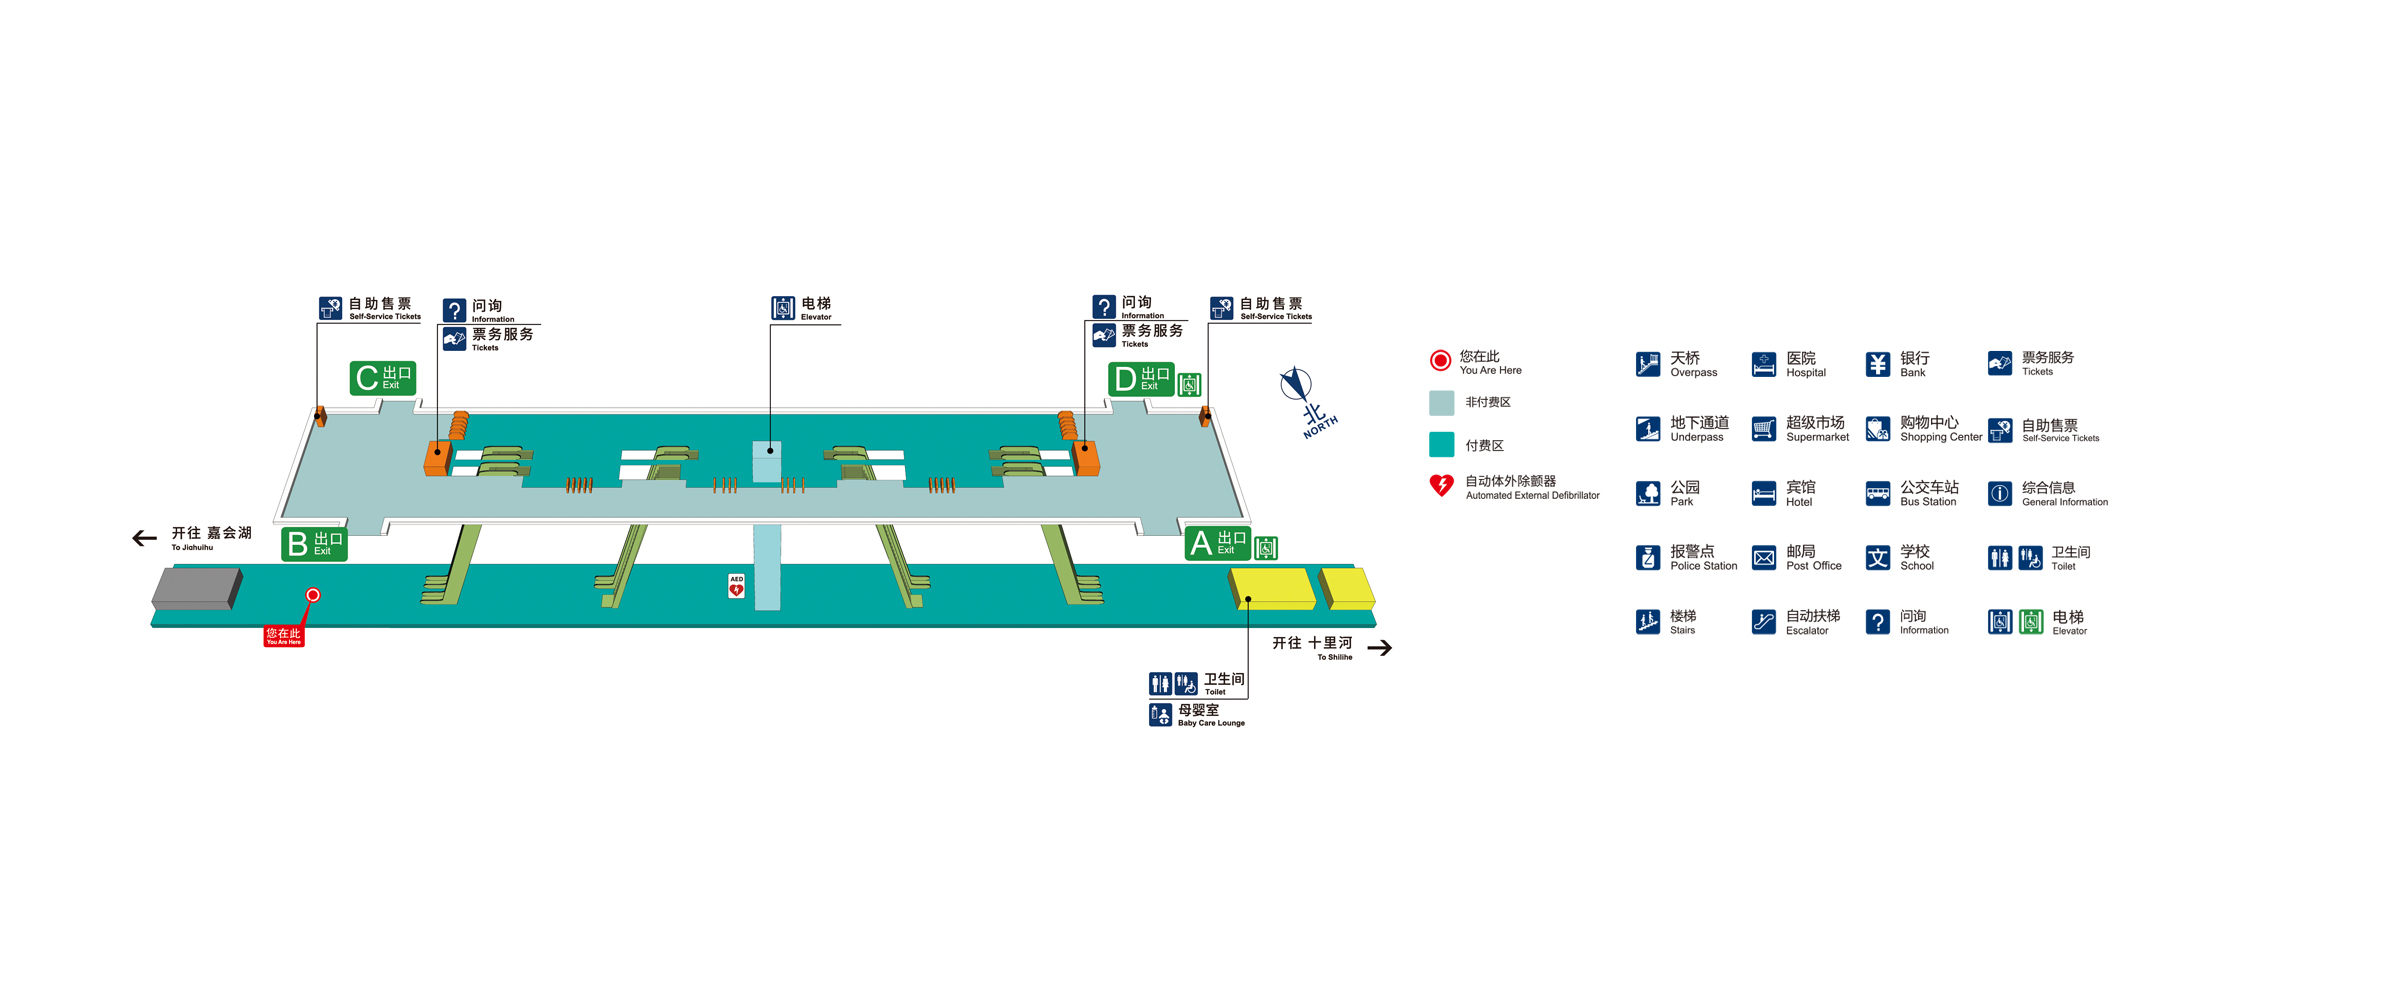 自助售票
Self-Service Tickets
问询
Information
票务服务
Tickets
电梯
Elevator
问询
Information
票务服务
Tickets
自助售票
Self-Service Tickets
C 出口
Exit
D 出口
Exit
北
NORTH
开往 嘉会湖
To Jiahuihu
B 出口
Exit
A 出口
Exit
AED
您在此
You Are Here
开往 十里河
To Shilihe
卫生间
Toilet
母婴室
Baby Care Lounge
您在此
You Are Here
非付费区
付费区
自动体外除颤器
Automated External Defibrillator
天桥
Overpass
医院
Hospital
银行
Bank
票务服务
Tickets
地下通道
Underpass
超级市场
Supermarket
购物中心
Shopping Center
自助售票
Self-Service Tickets
公园
Park
宾馆
Hotel
公交车站
Bus Station
综合信息
General Information
报警点
Police Station
邮局
Post Office
文
学校
School
卫生间
Toilet
楼梯
Stairs
自动扶梯
Escalator
问询
Information
电梯
Elevator